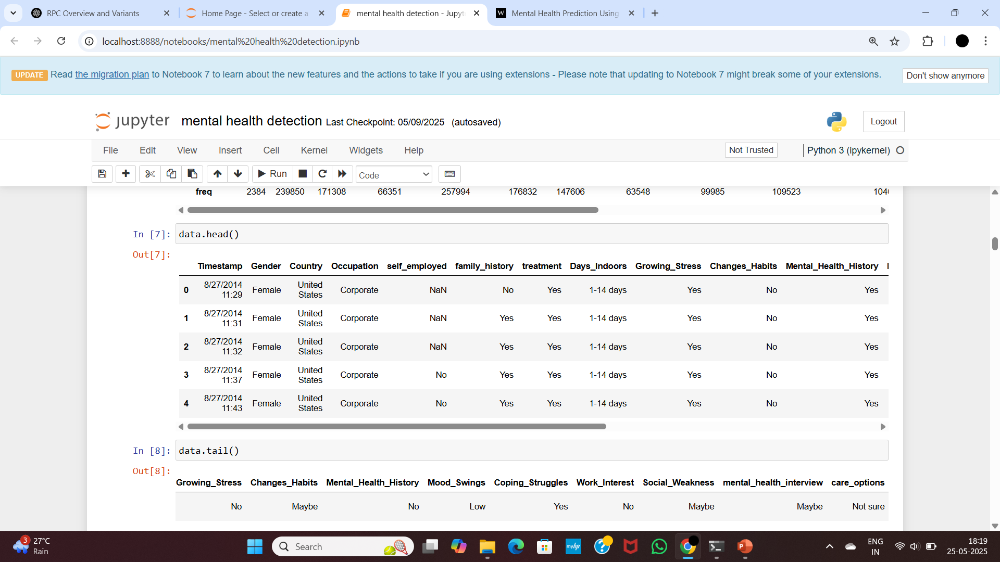 RPC Overview and Variants
Home Page - Select or create a
mental health detection - Jupyt
Mental Health Prediction Using
localhost:8888/notebooks/mental%20health%20detection.ipynb
UPDATE Read the migration plan to Notebook 7 to learn about the new features and the actions to take if you are using extensions - Please note that updating to Notebook 7 might break some of your extensions. Don't show anymore
jupyter mental health detection Last Checkpoint: 05/09/2025 (autosaved) Logout
File Edit View Insert Cell Kernel Widgets Help Not Trusted Python 3 (ipykernel)
Run Code
freq 2384 239850 171308 66351 257994 176832 147606 63548 99985 109523 104
In [7]: data.head()
Out[7]:
Timestamp Gender Country Occupation self_employed family_history treatment Days_Indoors Growing_Stress Changes_Habits Mental_Health_History
0 8/27/2014 11:29 Female United States Corporate NaN No Yes 1-14 days Yes No Yes
1 8/27/2014 11:31 Female United States Corporate NaN Yes Yes 1-14 days Yes No Yes
2 8/27/2014 11:32 Female United States Corporate NaN Yes Yes 1-14 days Yes No Yes
3 8/27/2014 11:37 Female United States Corporate No Yes Yes 1-14 days Yes No Yes
4 8/27/2014 11:43 Female United States Corporate No Yes Yes 1-14 days Yes No Yes
In [8]: data.tail()
Out[8]:
Growing_Stress Changes_Habits Mental_Health_History Mood_Swings Coping_Struggles Work_Interest Social_Weakness mental_health_interview care_options
No Maybe No Low Yes No Maybe Maybe Not sure
3 27°C
Rain
Search
myhp
ENG
IN
18:19
25-05-2025